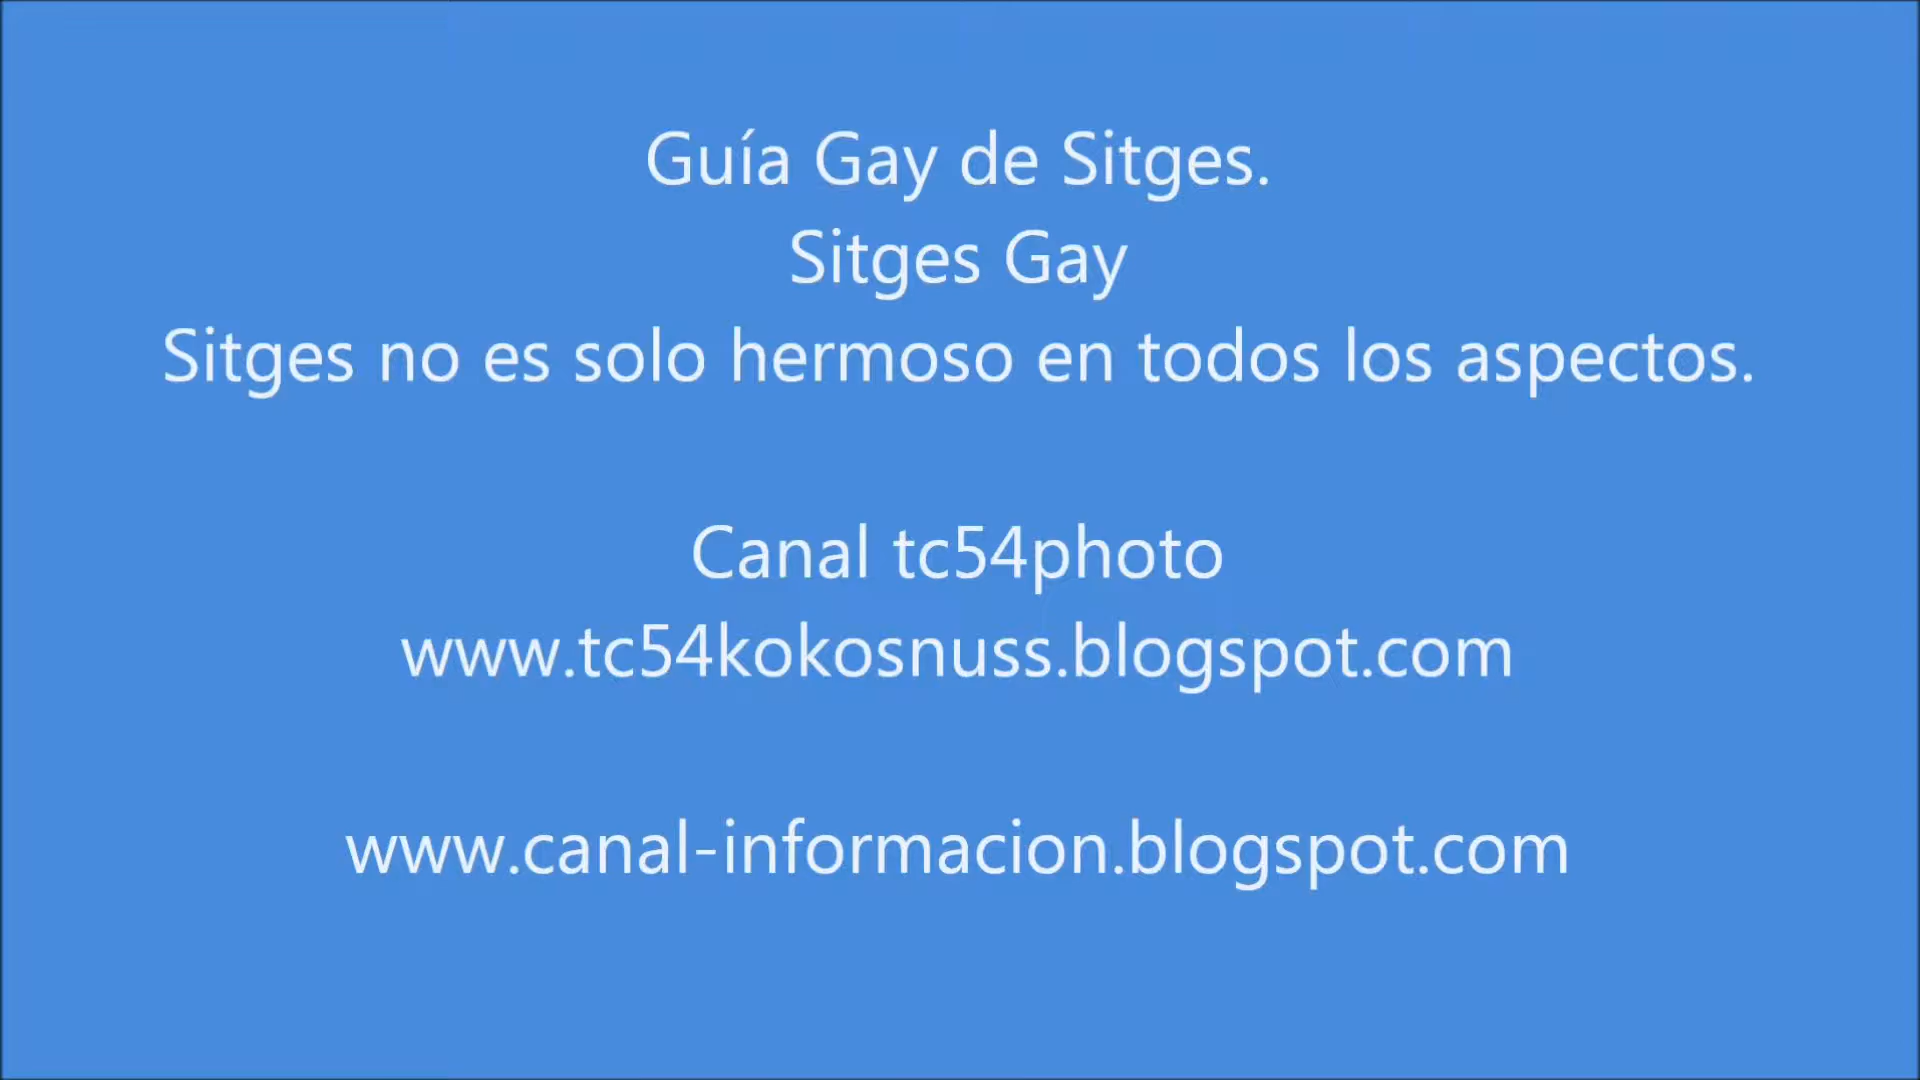 Guía Gay de Sitges.
Sitges Gay
Sitges no es solo hermoso en todos los aspectos.
Canal tc54photo
www.tc54kokosnuss.blogspot.com
www.canal-informacion.blogspot.com